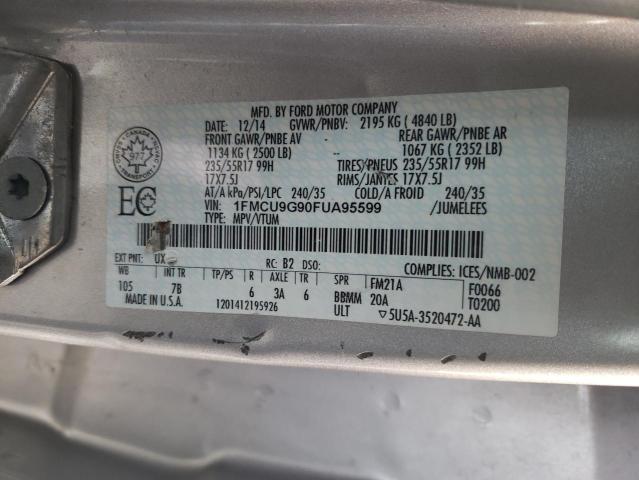 MFD. BY FORD MOTOR COMPANY
DATE: 12/14 GVWR/PNBV: 2195 KG ( 4840 LB)
FRONT GAWR/PNBE AV REAR GAWR/PNBE AR
1134 KG ( 2500 LB) -- 1067 KG ( 2352 LB)
235/55R17 99H TIRES/PNEUS 235/55R17 99H
17X7.5J RIMS/JANTES 17X7.5J
AT/A kPa/PSI/LPC 240/35 COLD/A FROID 240/35
VIN: 1FMCU9G90FUA95599 /JUMELEES
TYPE: MPV/VTUM
CANADA
977
EC
EXT PNT: UX RC: B2 DSO: COMPLIES: ICES/NMB-002
WB INT TR TP/PS R AXLE TR SPR FM21A F0066
105 7B 6 3A 6 BBMM 20A T0200
MADE IN U.S.A. 1201412195926 ULT ▽5U5A-3520472-AA